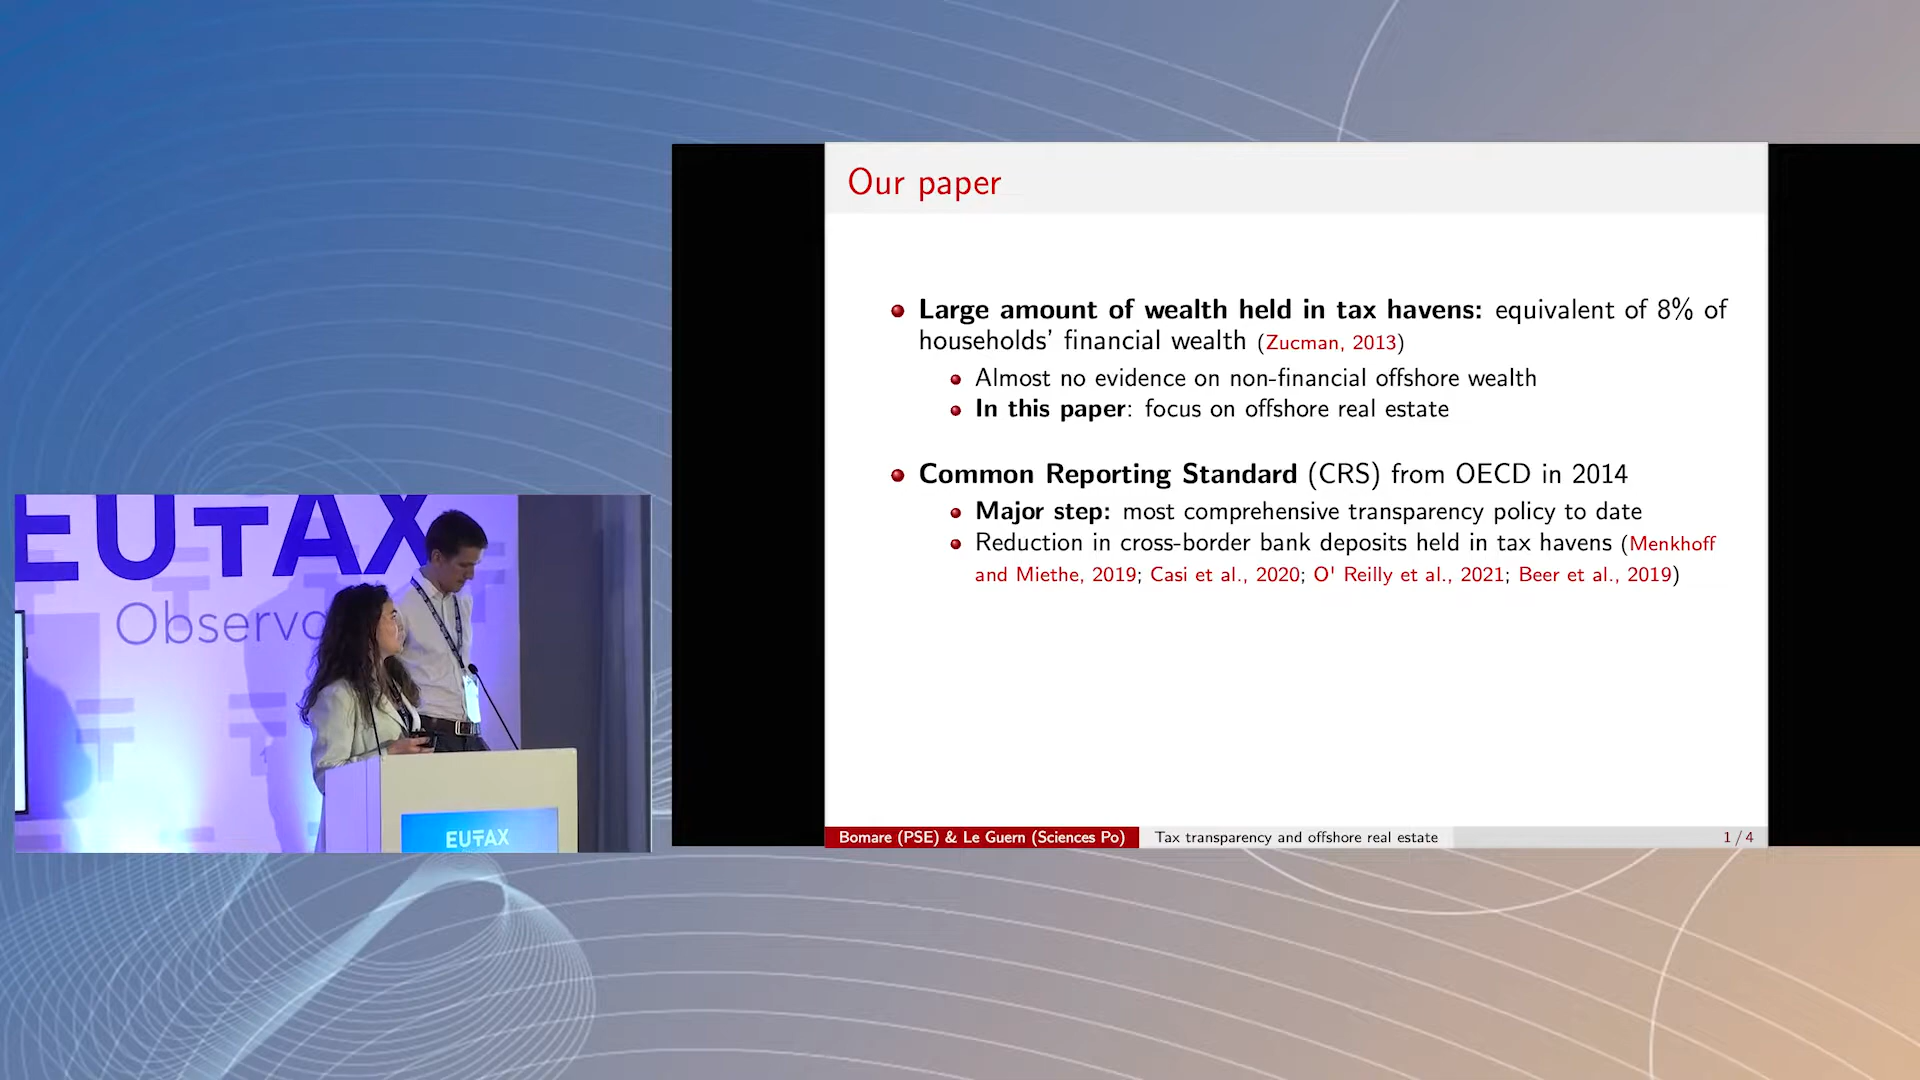 Our paper
Large amount of wealth held in tax havens: equivalent of 8% of
households' financial wealth (Zucman, 2013)
Almost no evidence on non-financial offshore wealth
In this paper: focus on offshore real estate
Common Reporting Standard (CRS) from OECD in 2014
Major step: most comprehensive transparency policy to date
Reduction in cross-border bank deposits held in tax havens (Menkhoff
and Miethe, 2019; Casi et al., 2020; O' Reilly et al., 2021; Beer et al., 2019)
Bomare (PSE) & Le Guern (Sciences Po) Tax transparency and offshore real estate 1 / 4
EUTAX
Observa
EUTAX